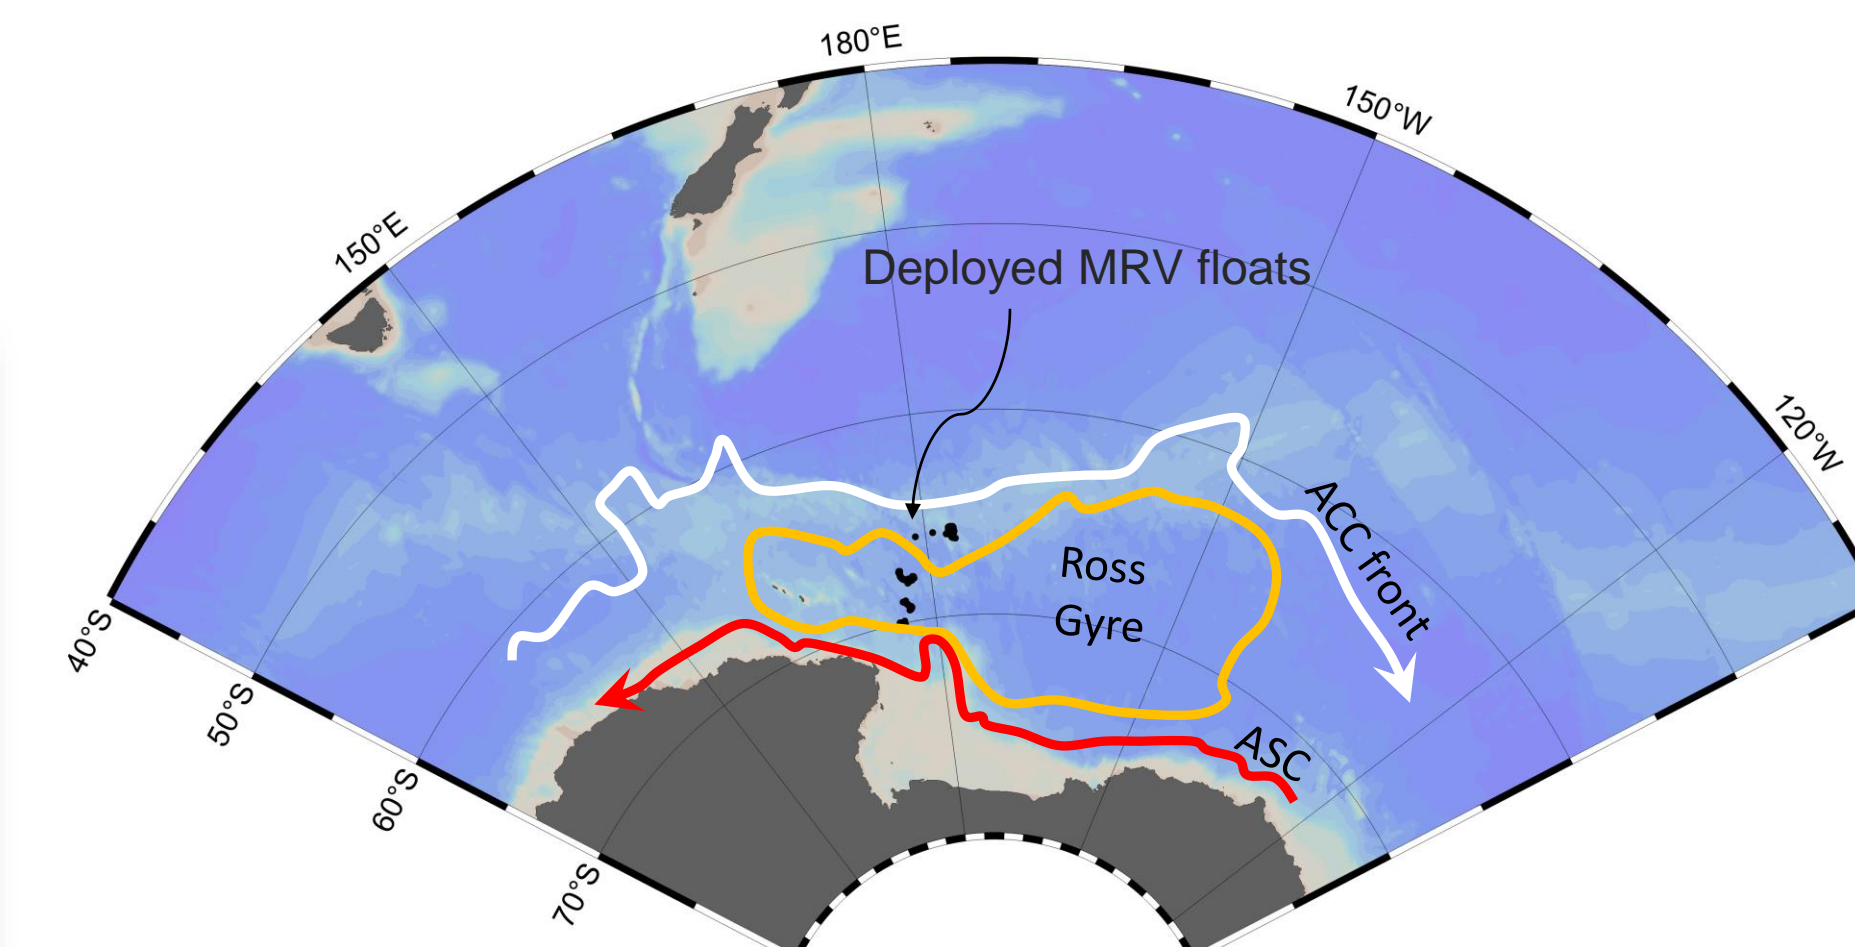 180°E
150°W
150°E
Deployed MRV floats
120°W
ACC front
Ross
Gyre
40°S
50°S
ASC
60°S
70°S